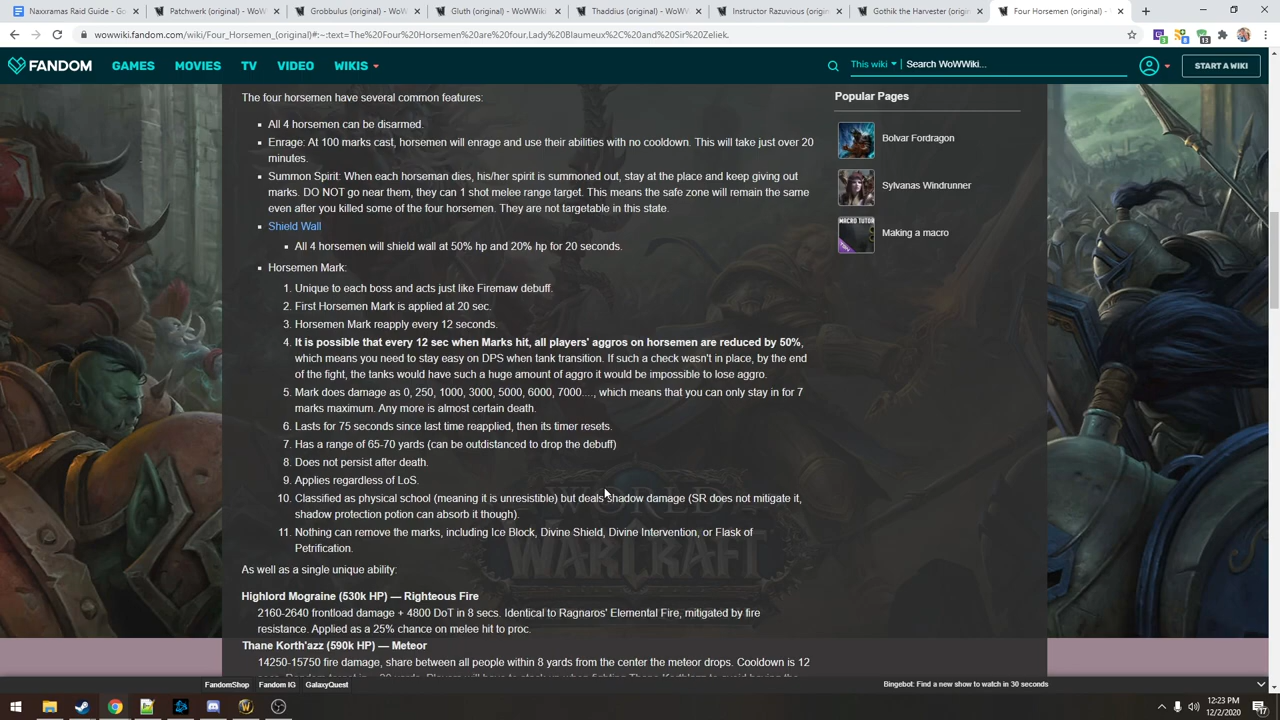 Naxxramas Raid Guide - Go
Patchwerk (original) - WoW
Grobbulus (original) - WoW
Gluth (original) - WoWWiki
Thaddius (original) - WoW
Instructor Razuvious (origin
Gothik the Harvester (origin
Four Horsemen (original) -
wowwiki.fandom.com/wiki/Four_Horsemen_(original)#:~:text=The%20Four%20Horsemen%20are%20four,Lady%20Blaumeux%2C%20and%20Sir%20Zeliek.
FANDOM GAMES MOVIES TV VIDEO WIKIS This wiki Search WoWWiki... START A WIKI
The four horsemen have several common features:
All 4 horsemen can be disarmed.
Enrage: At 100 marks cast, horsemen will enrage and use their abilities with no cooldown. This will take just over 20
minutes.
Summon Spirit: When each horseman dies, his/her spirit is summoned out, stay at the place and keep giving out
marks. DO NOT go near them, they can 1 shot melee range target. This means the safe zone will remain the same
even after you killed some of the four horsemen. They are not targetable in this state.
Shield Wall
All 4 horsemen will shield wall at 50% hp and 20% hp for 20 seconds.
Horsemen Mark:
1. Unique to each boss and acts just like Firemaw debuff.
2. First Horsemen Mark is applied at 20 sec.
3. Horsemen Mark reapply every 12 seconds.
4. It is possible that every 12 sec when Marks hit, all players' aggros on horsemen are reduced by 50%,
which means you need to stay easy on DPS when tank transition. If such a check wasn't in place, by the end
of the fight, the tanks would have such a huge amount of aggro it would be impossible to lose aggro.
5. Mark does damage as 0, 250, 1000, 3000, 5000, 6000, 7000...., which means that you can only stay in for 7
marks maximum. Any more is almost certain death.
6. Lasts for 75 seconds since last time reapplied, then its timer resets.
7. Has a range of 65-70 yards (can be outdistanced to drop the debuff)
8. Does not persist after death.
9. Applies regardless of LoS.
10. Classified as physical school (meaning it is unresistible) but deals shadow damage (SR does not mitigate it,
shadow protection potion can absorb it though).
11. Nothing can remove the marks, including Ice Block, Divine Shield, Divine Intervention, or Flask of
Petrification.
As well as a single unique ability:
Highlord Mograine (530k HP) — Righteous Fire
2160-2640 frontload damage + 4800 DoT in 8 secs. Identical to Ragnaros' Elemental Fire, mitigated by fire
resistance. Applied as a 25% chance on melee hit to proc.
Thane Korth'azz (590k HP) — Meteor
14250-15750 fire damage, share between all people within 8 yards from the center the meteor drops. Cooldown is 12
Popular Pages
Bolvar Fordragon
Sylvanas Windrunner
MACRO TUTOR
Making a macro
WORLD
WARCRAFT
FandomShop Fandom IG GalaxyQuest
Bingebot: Find a new show to watch in 30 seconds
12:23 PM
12/2/2020
17